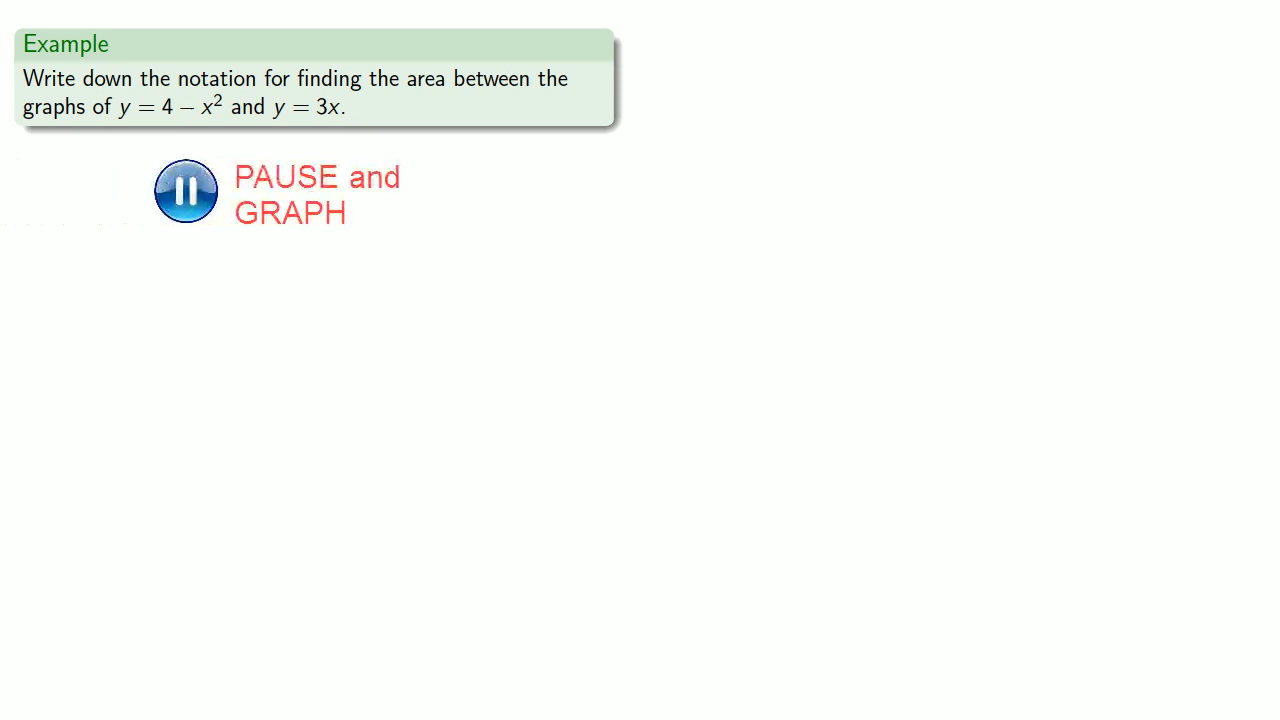 Example
Write down the notation for finding the area between the
graphs of y = 4 − x² and y = 3x.
PAUSE and
GRAPH